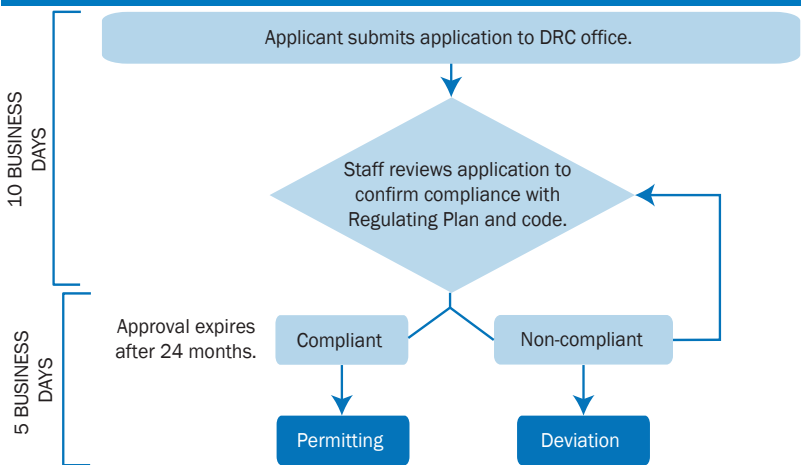 Applicant submits application to DRC office.
10 BUSINESS
DAYS
Staff reviews application to
confirm compliance with
Regulating Plan and code.
5 BUSINESS
DAYS
Approval expires
after 24 months.
Compliant
Non-compliant
Permitting
Deviation